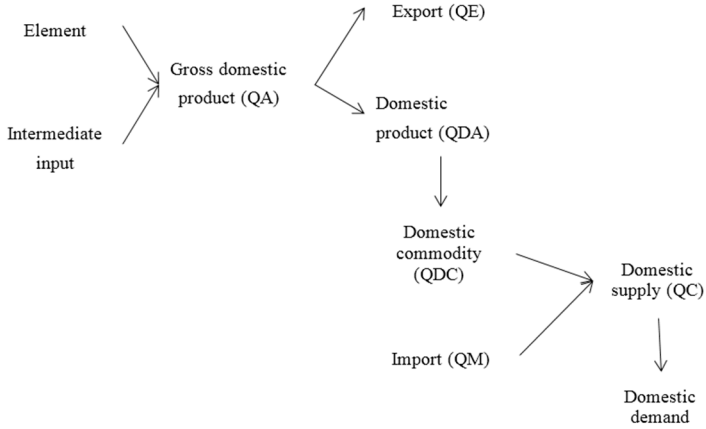 Element
Intermediate
input
Gross domestic
product (QA)
Export (QE)
Domestic
product (QDA)
Domestic
commodity
(QDC)
Import (QM)
Domestic
supply (QC)
Domestic
demand